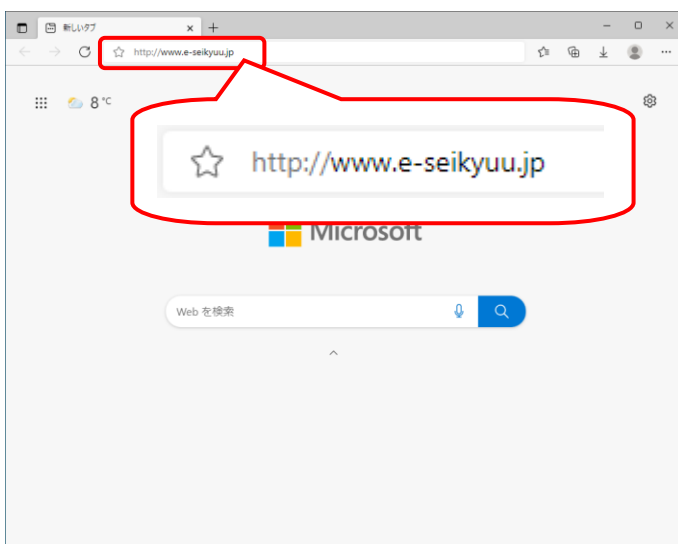 新しいタブ
http://www.e-seikyuu.jp
8 °C
http://www.e-seikyuu.jp
Microsoft
Web を検索